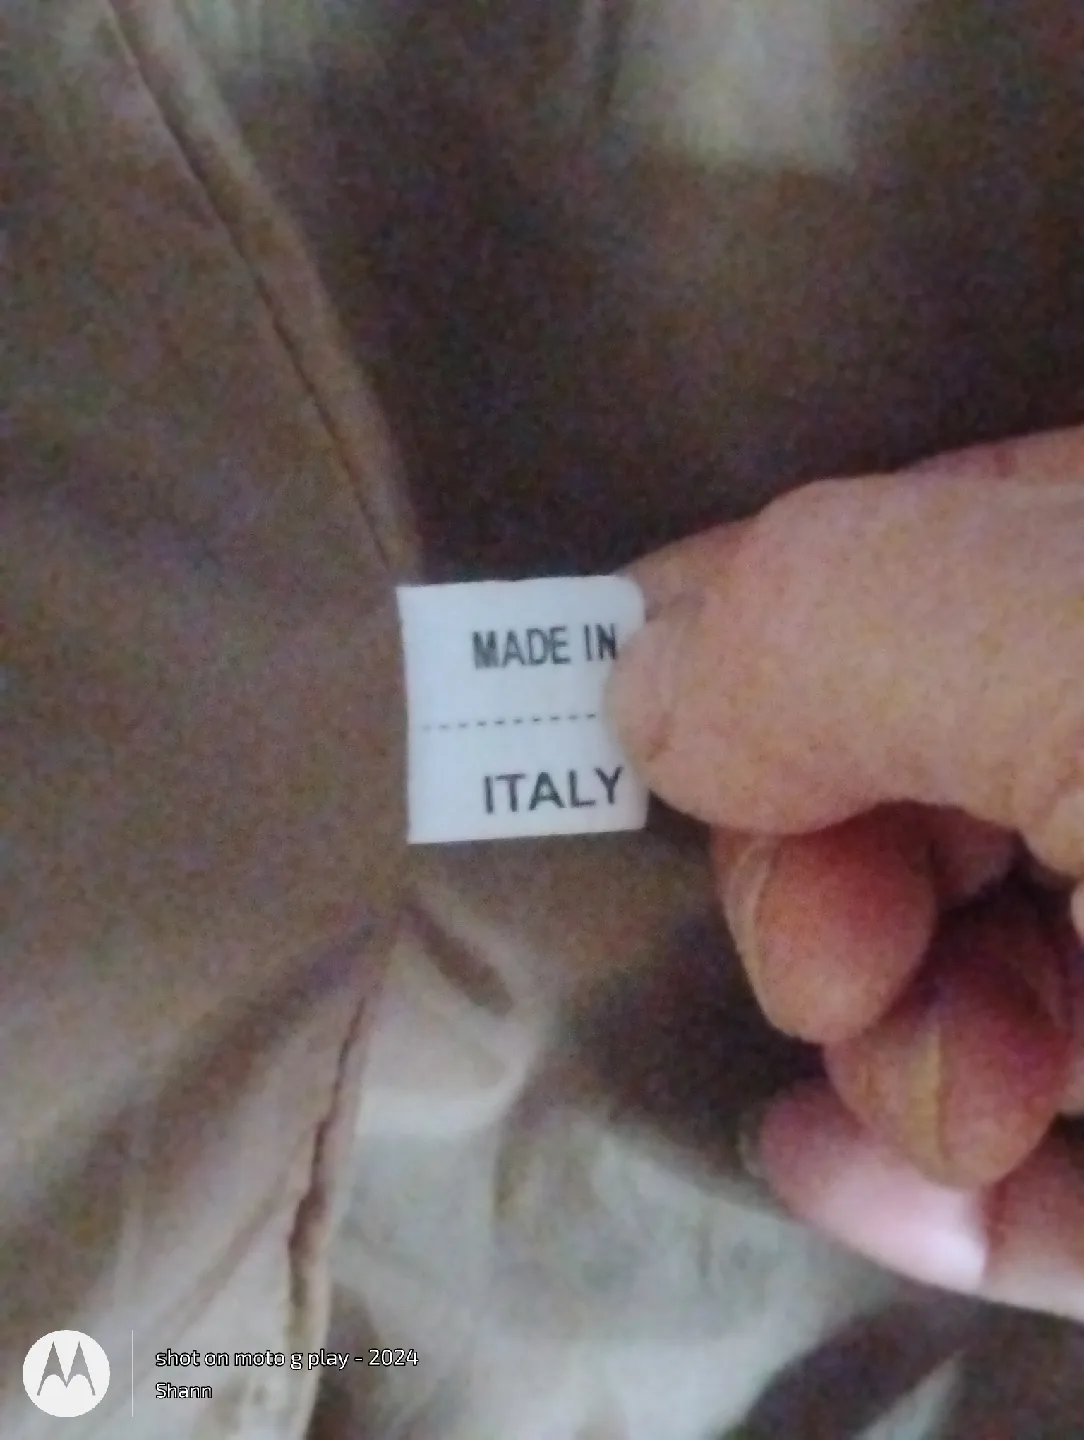 MADE IN
ITALY
shot on moto g play - 2024
Shann